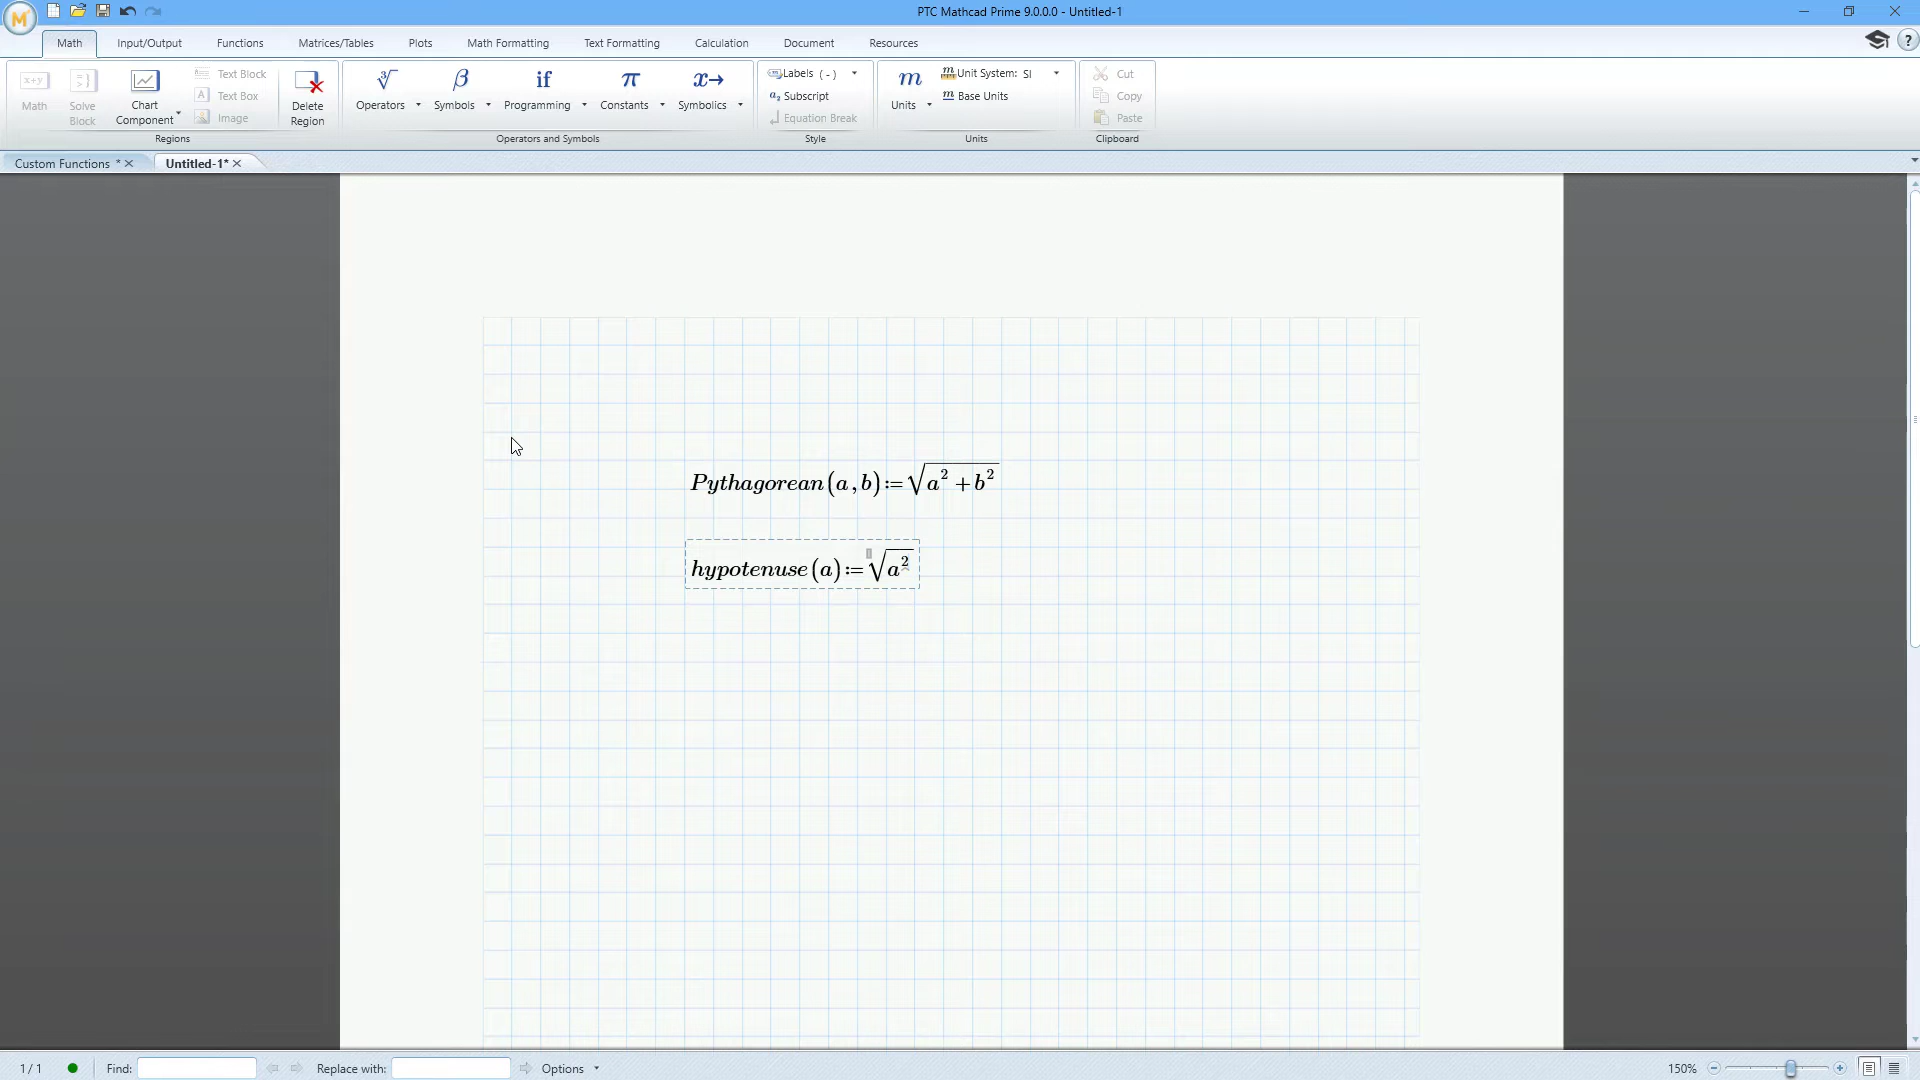 PTC Mathcad Prime 9.0.0.0 - Untitled-1
Math Input/Output Functions Matrices/Tables Plots Math Formatting Text Formatting Calculation Document Resources
Math
Solve Block
Chart Component
Text Block
Text Box
Image
Delete Region
Regions
Operators
Symbols
if Programming
π Constants
Symbolics
Operators and Symbols
Labels ( - )
Subscript
Equation Break
Style
Units
Unit System: SI
Base Units
Units
Cut
Copy
Paste
Clipboard
Custom Functions * Untitled-1*
Pythagorean(a,b):=√(a²+b²)
hypotenuse(a):=√(a²)
1 / 1 Find: Replace with: Options 150%